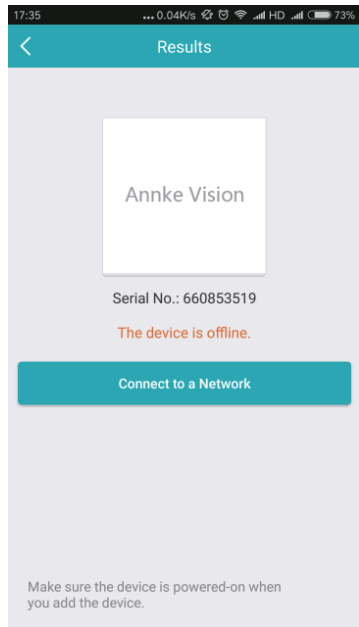 17:35 ... 0.04K/s HD 73%
Results
Annke Vision
Serial No.: 660853519
The device is offline.
Connect to a Network
Make sure the device is powered-on when
you add the device.